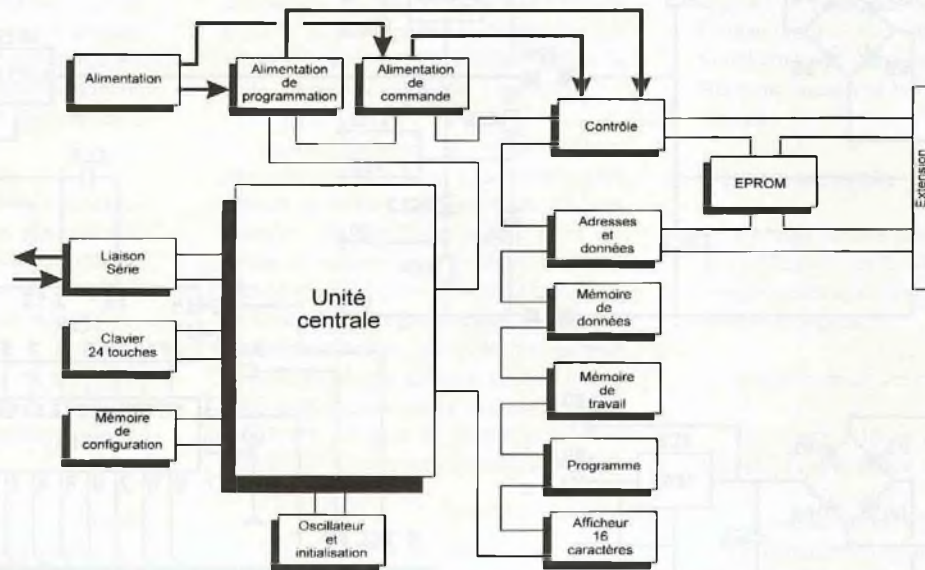 Alimentation
Alimentation
de
programmation
Alimentation
de
commande
Contrôle
EPROM
Extension
Adresses
et
données
Liaison
Série
Unité
centrale
Mémoire
de
données
Clavier
24 touches
Mémoire
de
travail
Mémoire
de
configuration
Programme
Oscillateur
et
initialisation
Afficheur
16
caractères